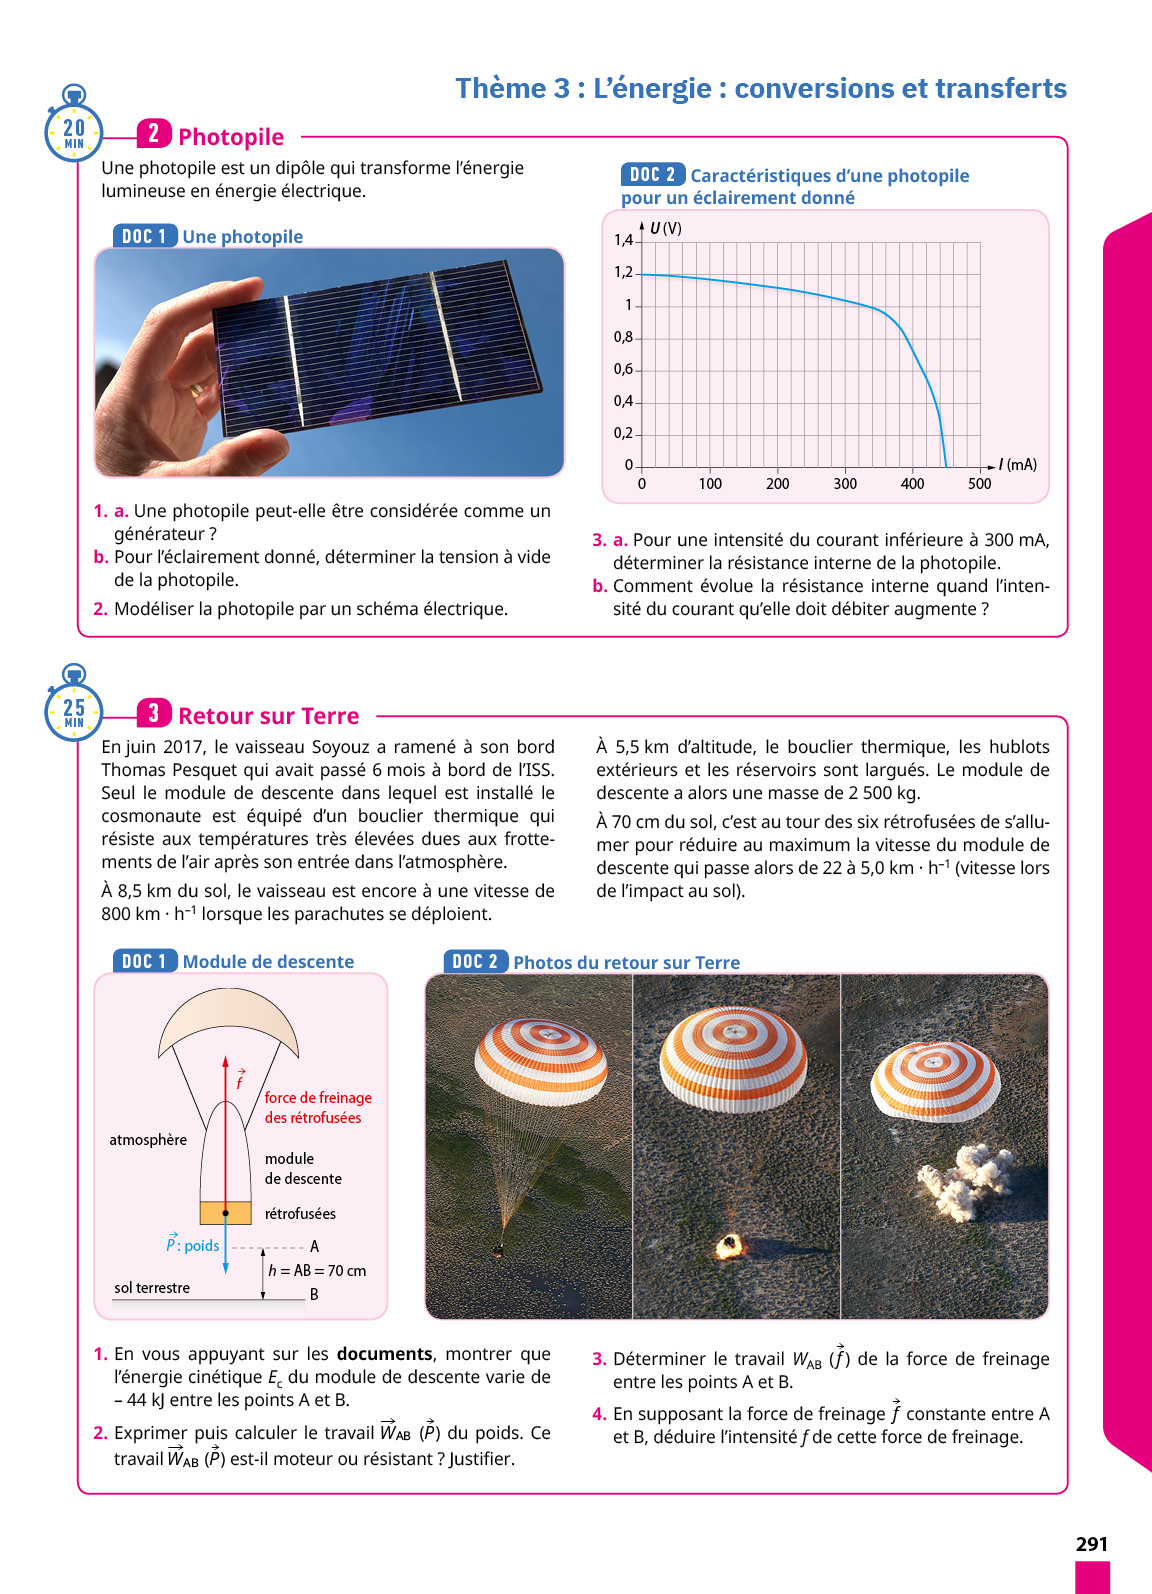 Thème 3 : L'énergie : conversions et transferts
20
MIN
2 Photopile
Une photopile est un dipôle qui transforme l'énergie
lumineuse en énergie électrique.
DOC 1 Une photopile
1. a. Une photopile peut-elle être considérée comme un
générateur ?
b. Pour l'éclairement donné, déterminer la tension à vide
de la photopile.
2. Modéliser la photopile par un schéma électrique.
DOC 2 Caractéristiques d'une photopile
pour un éclairement donné
U (V)
1,4
1,2
1
0,8
0,6
0,4
0,2
0
I (mA)
0 100 200 300 400 500
3. a. Pour une intensité du courant inférieure à 300 mA,
déterminer la résistance interne de la photopile.
b. Comment évolue la résistance interne quand l'inten-
sité du courant qu'elle doit débiter augmente ?
25
MIN
3 Retour sur Terre
En juin 2017, le vaisseau Soyouz a ramené à son bord
Thomas Pesquet qui avait passé 6 mois à bord de l'ISS.
Seul le module de descente dans lequel est installé le
cosmonaute est équipé d'un bouclier thermique qui
résiste aux températures très élevées dues aux frotte-
ments de l'air après son entrée dans l'atmosphère.
À 8,5 km du sol, le vaisseau est encore à une vitesse de
800 km · h⁻¹ lorsque les parachutes se déploient.
À 5,5 km d'altitude, le bouclier thermique, les hublots
extérieurs et les réservoirs sont largués. Le module de
descente a alors une masse de 2 500 kg.
À 70 cm du sol, c'est au tour des six rétrofusées de s'allu-
mer pour réduire au maximum la vitesse du module de
descente qui passe alors de 22 à 5,0 km · h⁻¹ (vitesse lors
de l'impact au sol).
DOC 1 Module de descente
f⃗
force de freinage
des rétrofusées
atmosphère
module
de descente
rétrofusées
P⃗ : poids
A
h = AB = 70 cm
sol terrestre
B
DOC 2 Photos du retour sur Terre
1. En vous appuyant sur les documents, montrer que
l'énergie cinétique Ec du module de descente varie de
– 44 kJ entre les points A et B.
2. Exprimer puis calculer le travail W⃗AB (P⃗) du poids. Ce
travail W⃗AB (P⃗) est-il moteur ou résistant ? Justifier.
3. Déterminer le travail WAB (f⃗) de la force de freinage
entre les points A et B.
4. En supposant la force de freinage f⃗ constante entre A
et B, déduire l'intensité f de cette force de freinage.
291